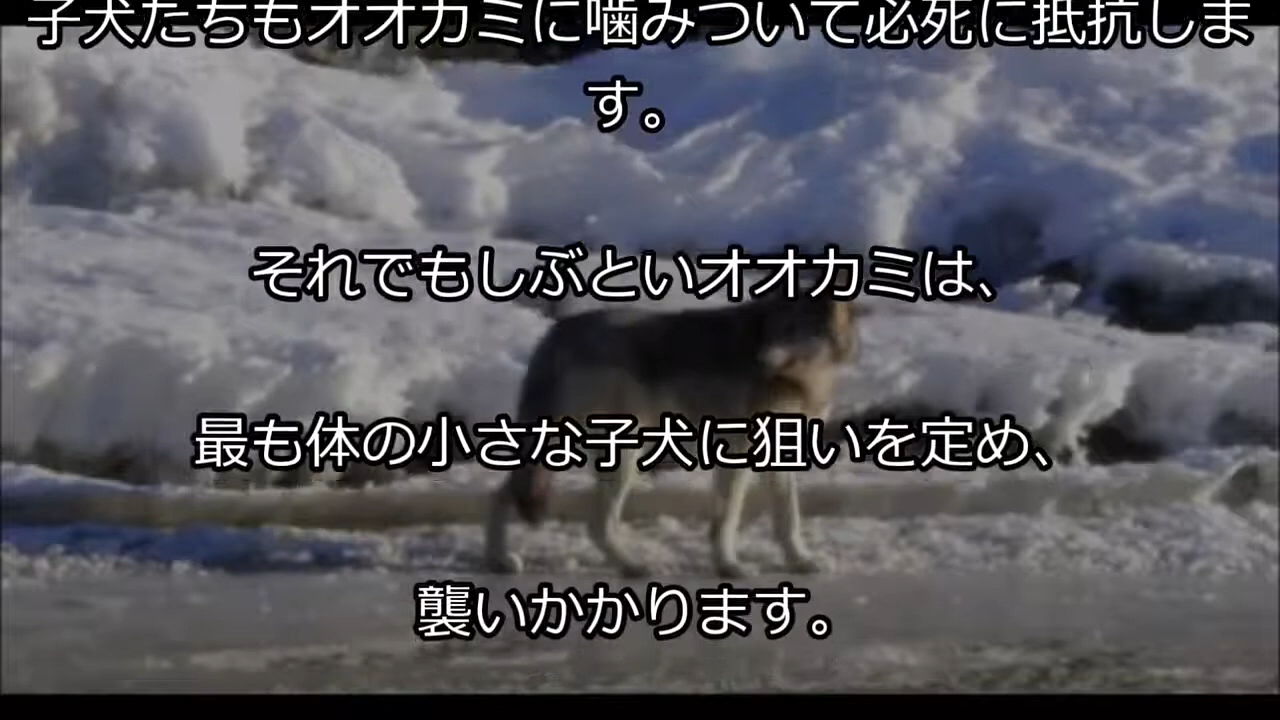 子犬たちもオオカミに噛みついて必死に抵抗しま
す。
それでもしぶといオオカミは、
最も体の小さな子犬に狙いを定め、
襲いかかります。